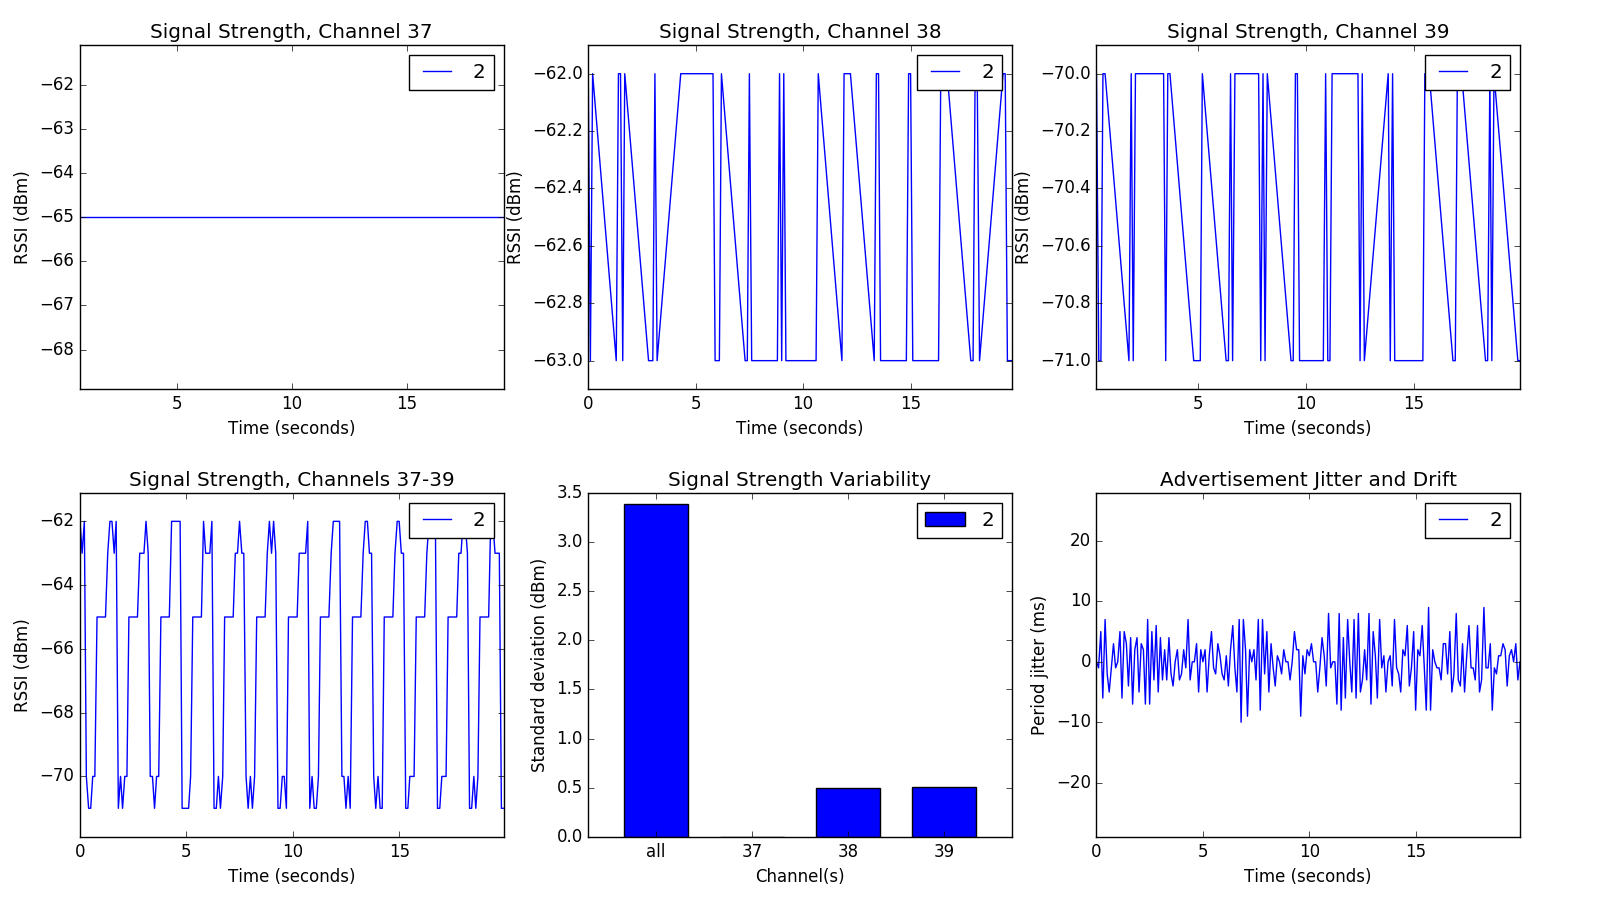 Signal Strength, Channel 37
2
RSSI (dBm)
−62
−63
−64
−65
−66
−67
−68
5 10 15
Time (seconds)
Signal Strength, Channel 38
2
RSSI (dBm)
−62.0
−62.2
−62.4
−62.6
−62.8
−63.0
0 5 10 15
Time (seconds)
Signal Strength, Channel 39
2
RSSI (dBm)
−70.0
−70.2
−70.4
−70.6
−70.8
−71.0
5 10 15
Time (seconds)
Signal Strength, Channels 37-39
2
RSSI (dBm)
−62
−64
−66
−68
−70
0 5 10 15
Time (seconds)
Signal Strength Variability
2
Standard deviation (dBm)
3.5
3.0
2.5
2.0
1.5
1.0
0.5
0.0
all 37 38 39
Channel(s)
Advertisement Jitter and Drift
2
Period jitter (ms)
20
10
0
−10
−20
0 5 10 15
Time (seconds)